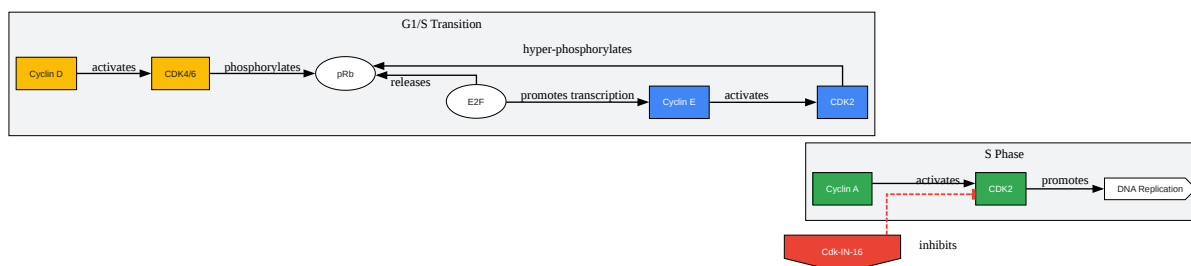 G1/S Transition
hyper-phosphorylates
Cyclin D
activates
CDK4/6
phosphorylates
pRb
releases
E2F
promotes transcription
Cyclin E
activates
CDK2
S Phase
Cyclin A
activates
CDK2
promotes
DNA Replication
Cdk-IN-16
inhibits